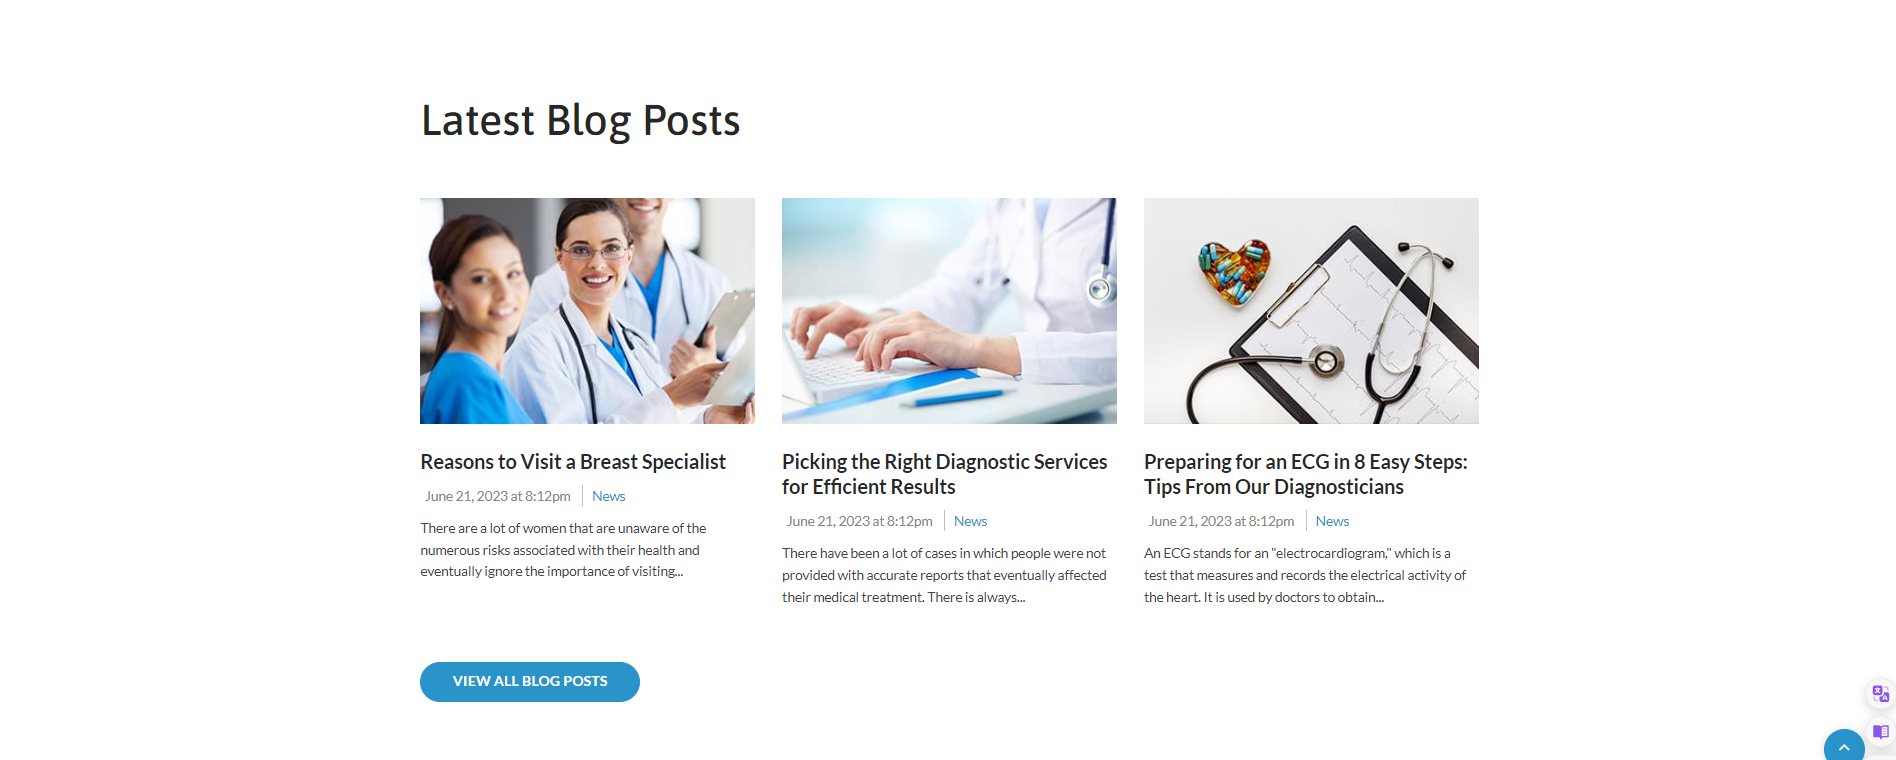 Latest Blog Posts
Reasons to Visit a Breast Specialist
June 21, 2023 at 8:12pm
News
There are a lot of women that are unaware of the
numerous risks associated with their health and
eventually ignore the importance of visiting...
Picking the Right Diagnostic Services
for Efficient Results
June 21, 2023 at 8:12pm
News
There have been a lot of cases in which people were not
provided with accurate reports that eventually affected
their medical treatment. There is always...
Preparing for an ECG in 8 Easy Steps:
Tips From Our Diagnosticians
June 21, 2023 at 8:12pm
News
An ECG stands for an "electrocardiogram," which is a
test that measures and records the electrical activity of
the heart. It is used by doctors to obtain...
VIEW ALL BLOG POSTS